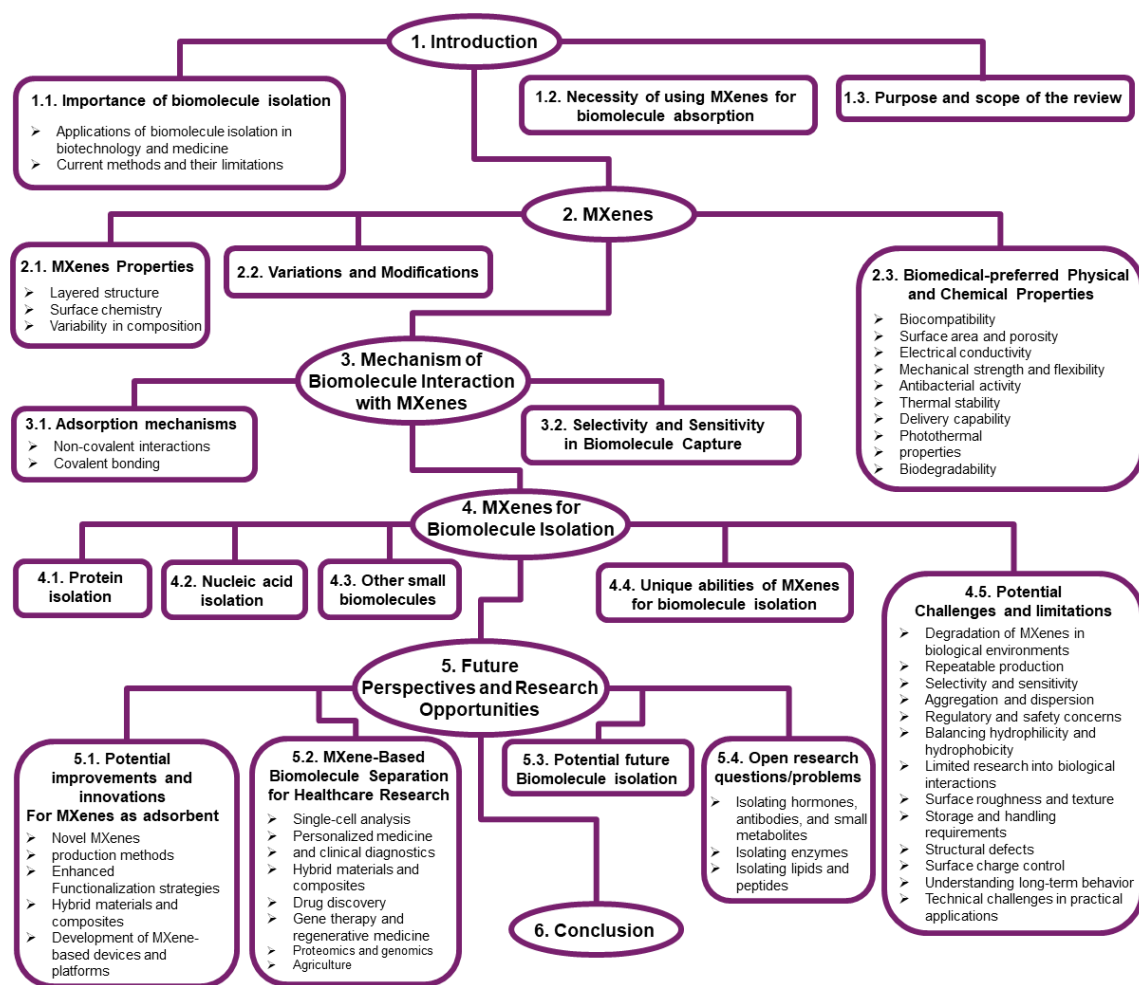 1. Introduction
1.1. Importance of biomolecule isolation
➢ Applications of biomolecule isolation in
biotechnology and medicine
➢ Current methods and their limitations
1.2. Necessity of using MXenes for
biomolecule absorption
1.3. Purpose and scope of the review
2. MXenes
2.1. MXenes Properties
➢ Layered structure
➢ Surface chemistry
➢ Variability in composition
2.2. Variations and Modifications
2.3. Biomedical-preferred Physical
and Chemical Properties
➢ Biocompatibility
➢ Surface area and porosity
➢ Electrical conductivity
➢ Mechanical strength and flexibility
➢ Antibacterial activity
➢ Thermal stability
➢ Delivery capability
➢ Photothermal
➢ properties
➢ Biodegradability
3. Mechanism of
Biomolecule Interaction
with MXenes
3.1. Adsorption mechanisms
➢ Non-covalent interactions
➢ Covalent bonding
3.2. Selectivity and Sensitivity
in Biomolecule Capture
4. MXenes for
Biomolecule Isolation
4.1. Protein
isolation
4.2. Nucleic acid
isolation
4.3. Other small
biomolecules
4.4. Unique abilities of MXenes
for biomolecule isolation
4.5. Potential
Challenges and limitations
➢ Degradation of MXenes in
biological environments
➢ Repeatable production
➢ Selectivity and sensitivity
➢ Aggregation and dispersion
➢ Regulatory and safety concerns
➢ Balancing hydrophilicity and
hydrophobicity
➢ Limited research into biological
interactions
➢ Surface roughness and texture
➢ Storage and handling
requirements
➢ Structural defects
➢ Surface charge control
➢ Understanding long-term behavior
➢ Technical challenges in practical
applications
5. Future
Perspectives and Research
Opportunities
5.1. Potential
improvements and
innovations
For MXenes as adsorbent
➢ Novel MXenes
➢ production methods
➢ Enhanced
Functionalization strategies
➢ Hybrid materials and
composites
➢ Development of MXene-
based devices and
platforms
5.2. MXene-Based
Biomolecule Separation
for Healthcare Research
➢ Single-cell analysis
➢ Personalized medicine
➢ and clinical diagnostics
➢ Hybrid materials and
composites
➢ Drug discovery
➢ Gene therapy and
regenerative medicine
➢ Proteomics and genomics
➢ Agriculture
5.3. Potential future
Biomolecule isolation
5.4. Open research
questions/problems
➢ Isolating hormones,
antibodies, and small
metabolites
➢ Isolating enzymes
➢ Isolating lipids and
peptides
6. Conclusion